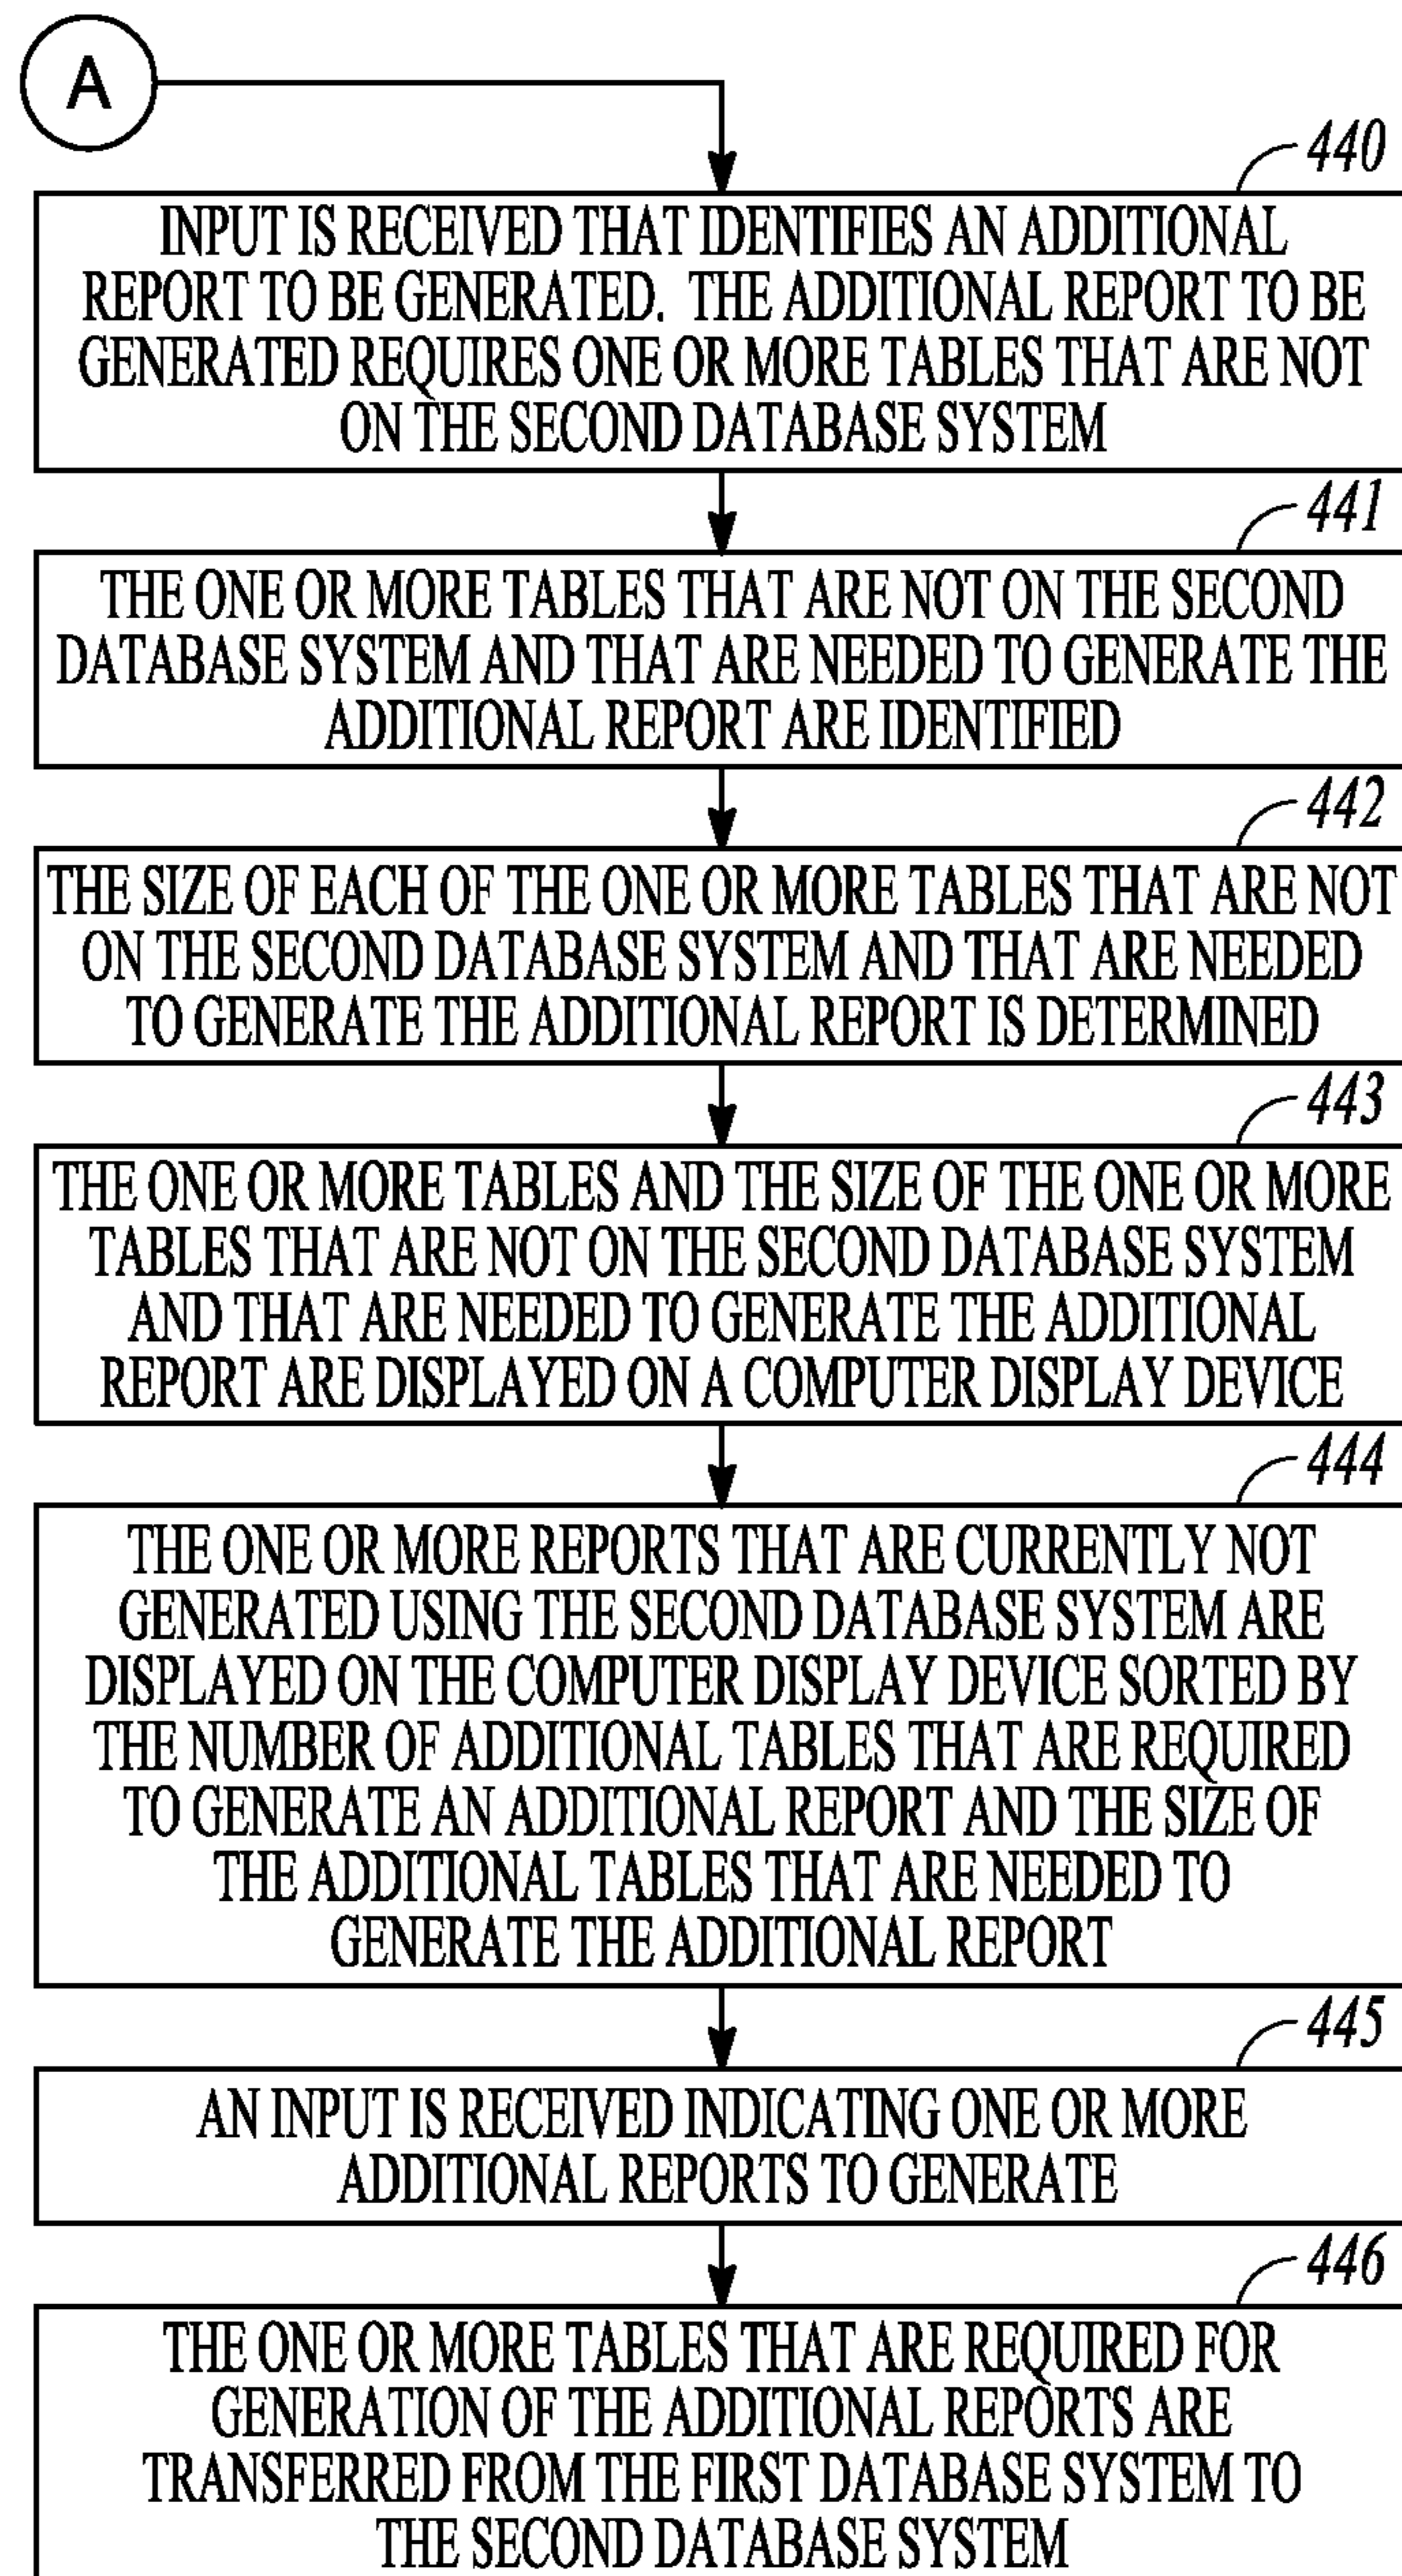 A
440
INPUT IS RECEIVED THAT IDENTIFIES AN ADDITIONAL
REPORT TO BE GENERATED. THE ADDITIONAL REPORT TO BE
GENERATED REQUIRES ONE OR MORE TABLES THAT ARE NOT
ON THE SECOND DATABASE SYSTEM
441
THE ONE OR MORE TABLES THAT ARE NOT ON THE SECOND
DATABASE SYSTEM AND THAT ARE NEEDED TO GENERATE THE
ADDITIONAL REPORT ARE IDENTIFIED
442
THE SIZE OF EACH OF THE ONE OR MORE TABLES THAT ARE NOT
ON THE SECOND DATABASE SYSTEM AND THAT ARE NEEDED
TO GENERATE THE ADDITIONAL REPORT IS DETERMINED
443
THE ONE OR MORE TABLES AND THE SIZE OF THE ONE OR MORE
TABLES THAT ARE NOT ON THE SECOND DATABASE SYSTEM
AND THAT ARE NEEDED TO GENERATE THE ADDITIONAL
REPORT ARE DISPLAYED ON A COMPUTER DISPLAY DEVICE
444
THE ONE OR MORE REPORTS THAT ARE CURRENTLY NOT
GENERATED USING THE SECOND DATABASE SYSTEM ARE
DISPLAYED ON THE COMPUTER DISPLAY DEVICE SORTED BY
THE NUMBER OF ADDITIONAL TABLES THAT ARE REQUIRED
TO GENERATE AN ADDITIONAL REPORT AND THE SIZE OF
THE ADDITIONAL TABLES THAT ARE NEEDED TO
GENERATE THE ADDITIONAL REPORT
445
AN INPUT IS RECEIVED INDICATING ONE OR MORE
ADDITIONAL REPORTS TO GENERATE
446
THE ONE OR MORE TABLES THAT ARE REQUIRED FOR
GENERATION OF THE ADDITIONAL REPORTS ARE
TRANSFERRED FROM THE FIRST DATABASE SYSTEM TO
THE SECOND DATABASE SYSTEM